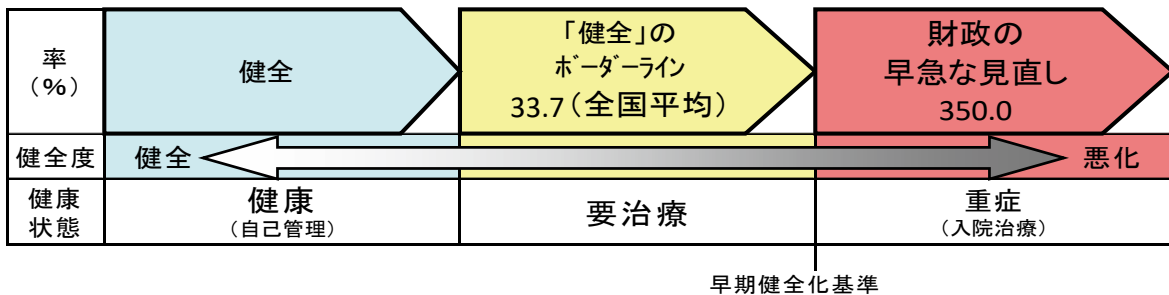 率
（%）
健全
「健全」の
ﾎﾞｰﾀﾞｰライン
33.7（全国平均）
財政の
早急な見直し
350.0
健全度
健全
悪化
健康
状態
健康
（自己管理）
要治療
重症
（入院治療）
早期健全化基準